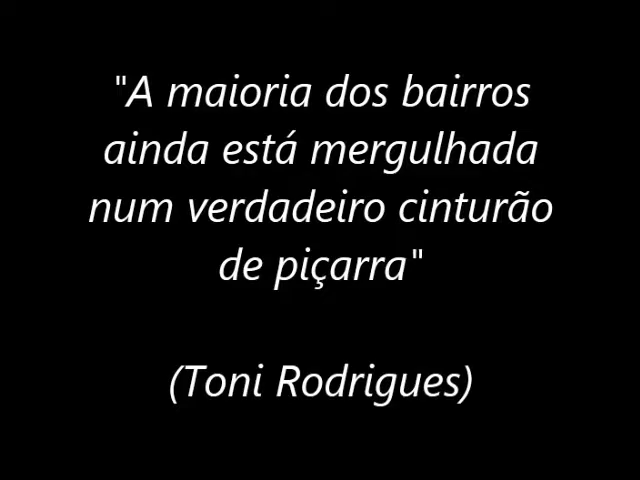 "A maioria dos bairros
ainda está mergulhada
num verdadeiro cinturão
de piçarra"
(Toni Rodrigues)